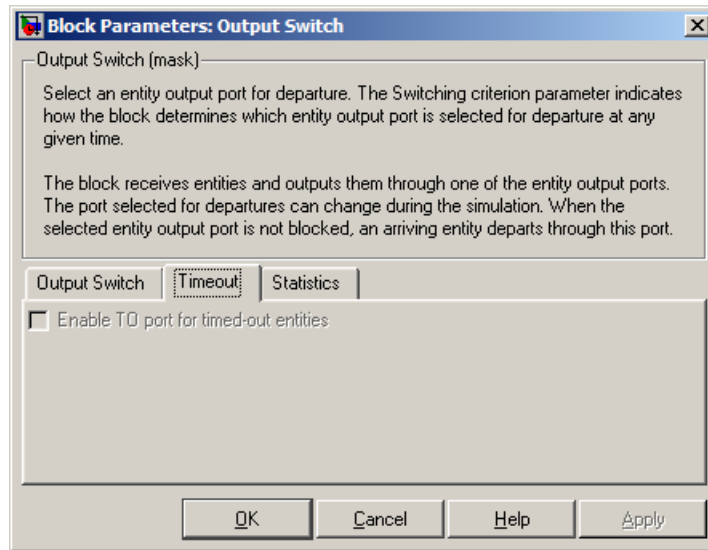 Block Parameters: Output Switch
Output Switch (mask)
Select an entity output port for departure. The Switching criterion parameter indicates
how the block determines which entity output port is selected for departure at any
given time.
The block receives entities and outputs them through one of the entity output ports.
The port selected for departures can change during the simulation. When the
selected entity output port is not blocked, an arriving entity departs through this port.
Output Switch Timeout Statistics
Enable TO port for timed-out entities
OK Cancel Help Apply